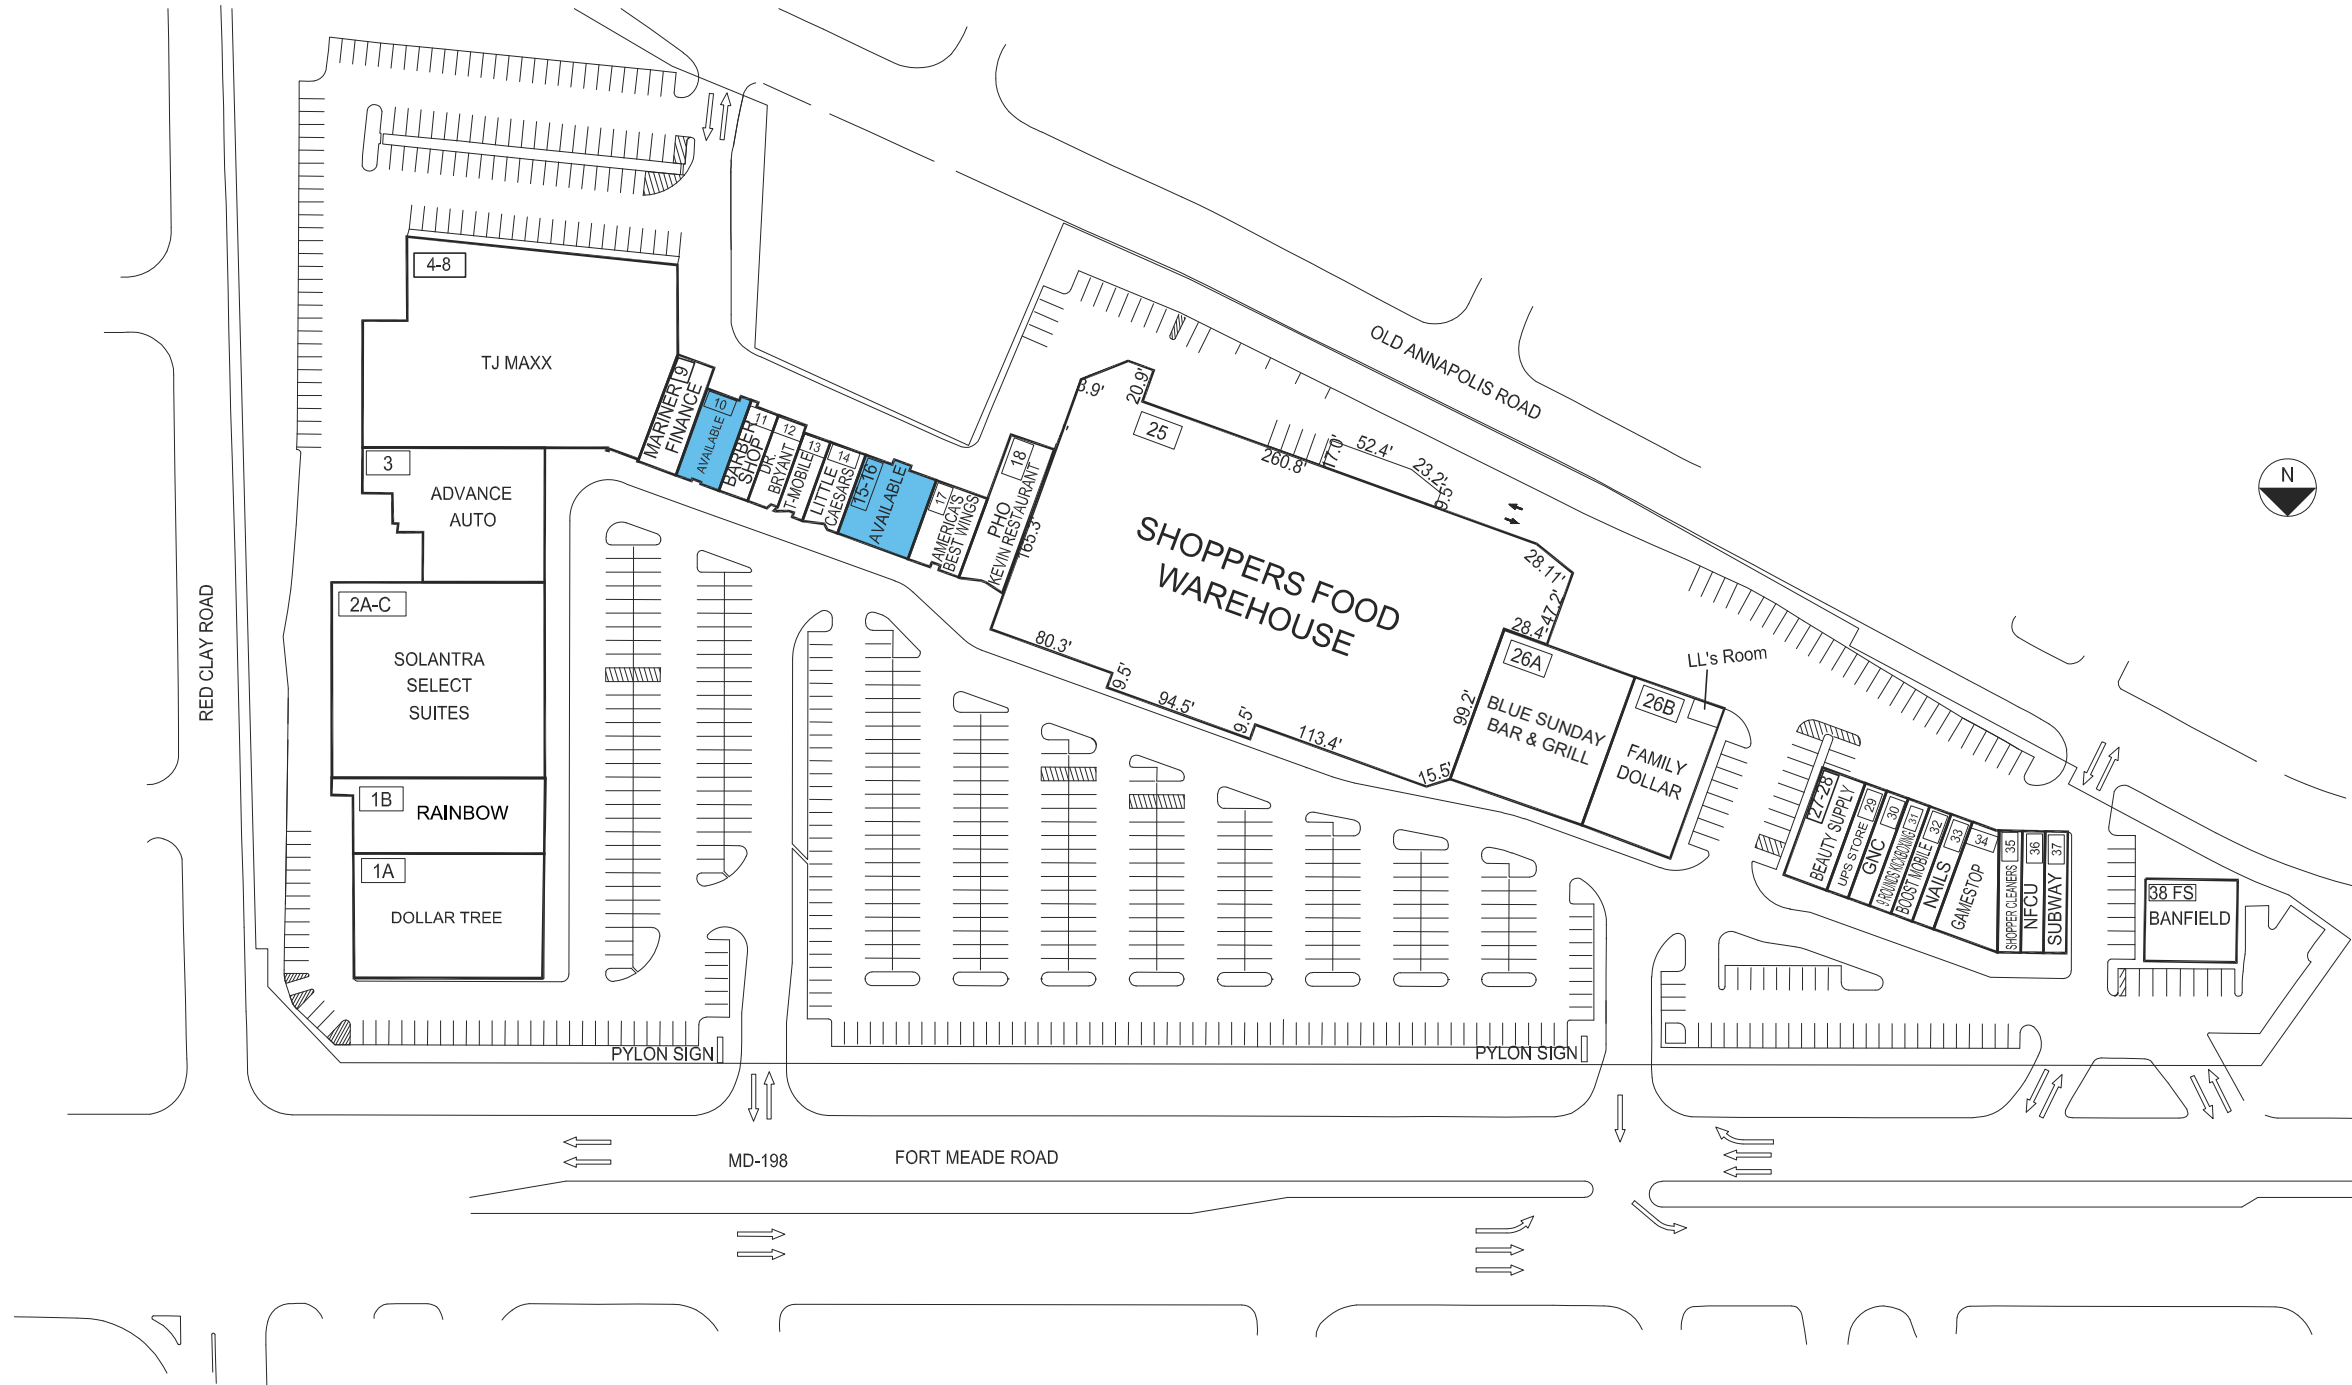 4-8
TJ MAXX
3
ADVANCE
AUTO
2A-C
SOLANTRA
SELECT
SUITES
1B
RAINBOW
1A
DOLLAR TREE
RED CLAY ROAD
9
MARINER
FINANCE
10
AVAILABLE
11
BARBER
SHOP
12
DR.
BRYANT
13
T-MOBILE
14
LITTLE
CAESARS
15-16
AVAILABLE
17
AMERICA'S
BEST WINGS
18
PHO
KEVIN RESTAURANT
165.3'
3.9'
20.9'
25
260.8'
17.0'
52.4'
23.2'
9.5'
28.11'
47.2'
28.4'
SHOPPERS FOOD
WAREHOUSE
80.3'
9.5'
94.5'
9.5'
113.4'
15.5'
99.2'
OLD ANNAPOLIS ROAD
N
26A
BLUE SUNDAY
BAR & GRILL
26B
FAMILY
DOLLAR
LL's Room
27-28
BEAUTY SUPPLY
29
UPS STORE
30
GNC
31
9 ROUNDS KICKBOXING
32
BOOST MOBILE
33
NAILS
34
GAMESTOP
35
SHOPPER CLEANERS
36
NFCU
37
SUBWAY
38 FS
BANFIELD
PYLON SIGN
PYLON SIGN
MD-198
FORT MEADE ROAD